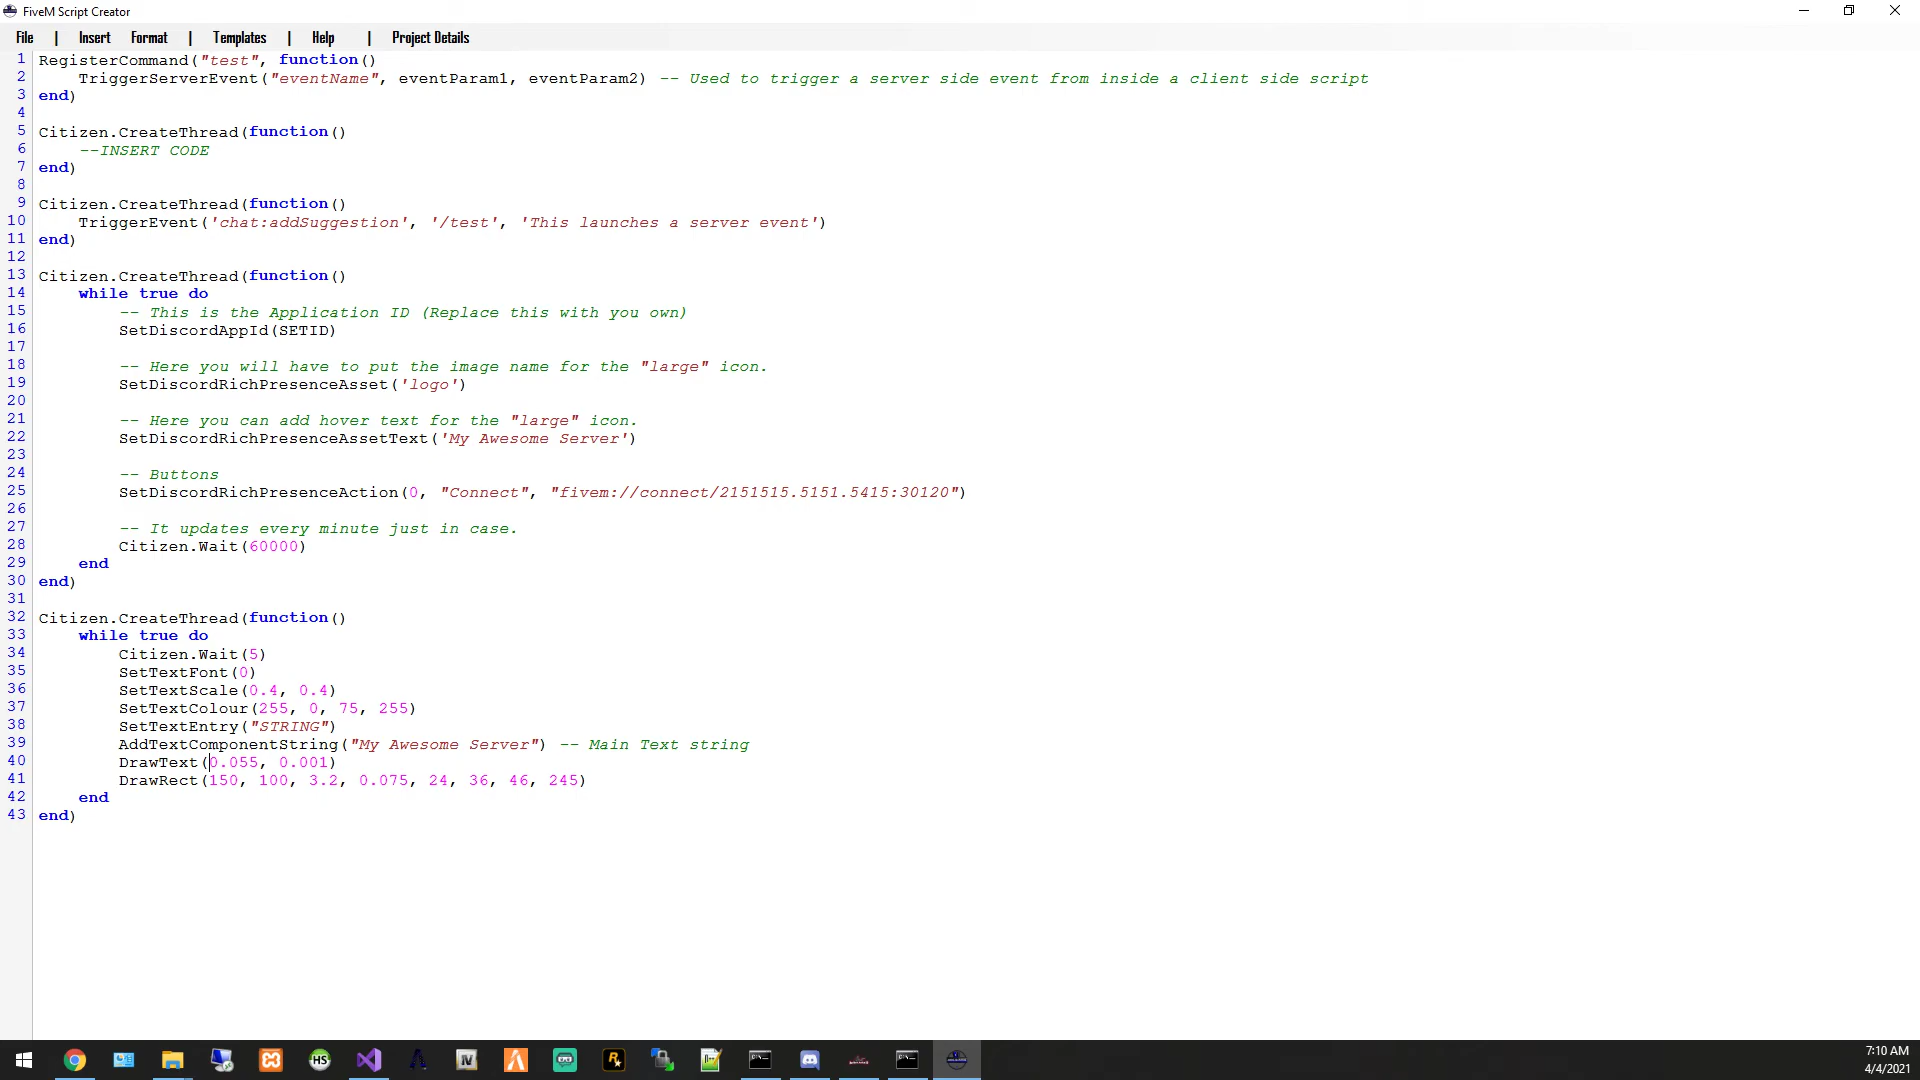 FiveM Script Creator
File | Insert Format | Templates | Help | Project Details
1 RegisterCommand("test", function()
2 TriggerServerEvent("eventName", eventParam1, eventParam2) -- Used to trigger a server side event from inside a client side script
3 end)
4
5 Citizen.CreateThread(function()
6 --INSERT CODE
7 end)
8
9 Citizen.CreateThread(function()
10 TriggerEvent('chat:addSuggestion', '/test', 'This launches a server event')
11 end)
12
13 Citizen.CreateThread(function()
14 while true do
15 -- This is the Application ID (Replace this with you own)
16 SetDiscordAppId(SETID)
17
18 -- Here you will have to put the image name for the "large" icon.
19 SetDiscordRichPresenceAsset('logo')
20
21 -- Here you can add hover text for the "large" icon.
22 SetDiscordRichPresenceAssetText('My Awesome Server')
23
24 -- Buttons
25 SetDiscordRichPresenceAction(0, "Connect", "fivem://connect/2151515.5151.5415:30120")
26
27 -- It updates every minute just in case.
28 Citizen.Wait(60000)
29 end
30 end)
31
32 Citizen.CreateThread(function()
33 while true do
34 Citizen.Wait(5)
35 SetTextFont(0)
36 SetTextScale(0.4, 0.4)
37 SetTextColour(255, 0, 75, 255)
38 SetTextEntry("STRING")
39 AddTextComponentString("My Awesome Server") -- Main Text string
40 DrawText(0.055, 0.001)
41 DrawRect(150, 100, 3.2, 0.075, 24, 36, 46, 245)
42 end
43 end)
HS IV
7:10 AM
4/4/2021